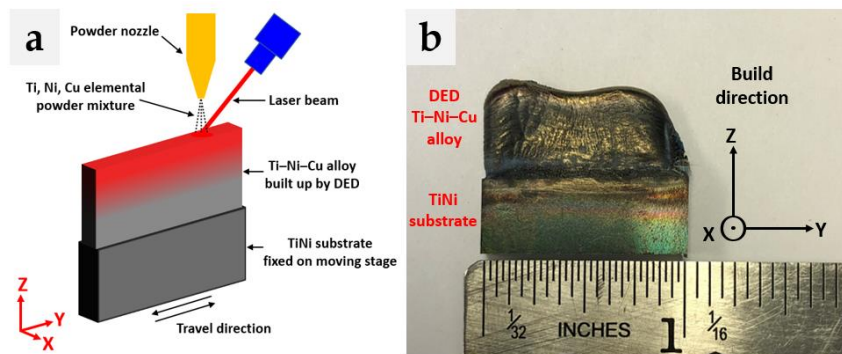 a
Powder nozzle
Ti, Ni, Cu elemental
powder mixture
Laser beam
Ti–Ni–Cu alloy
built up by DED
TiNi substrate
fixed on moving stage
Travel direction
Z
Y
X
b
DED
Ti–Ni–Cu
alloy
TiNi
substrate
Build
direction
Z
X
Y
1/32
INCHES
1
1/16